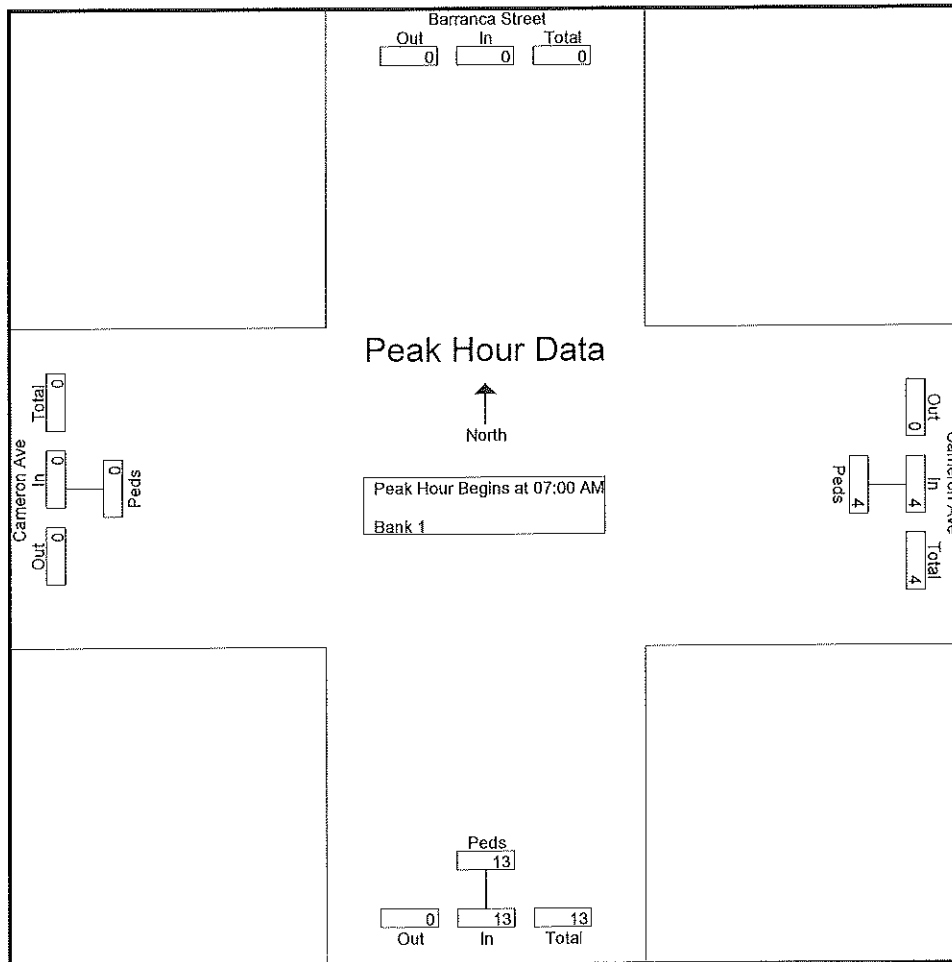 Barranca Street
Out In Total
0 0 0
Peak Hour Data
North
Peak Hour Begins at 07:00 AM
Bank 1
Cameron Ave
Out In Total
0 0 0
Peds
0
Out In Total
0 4 4
Peds
4
Peds
13
0 13 13
Out In Total